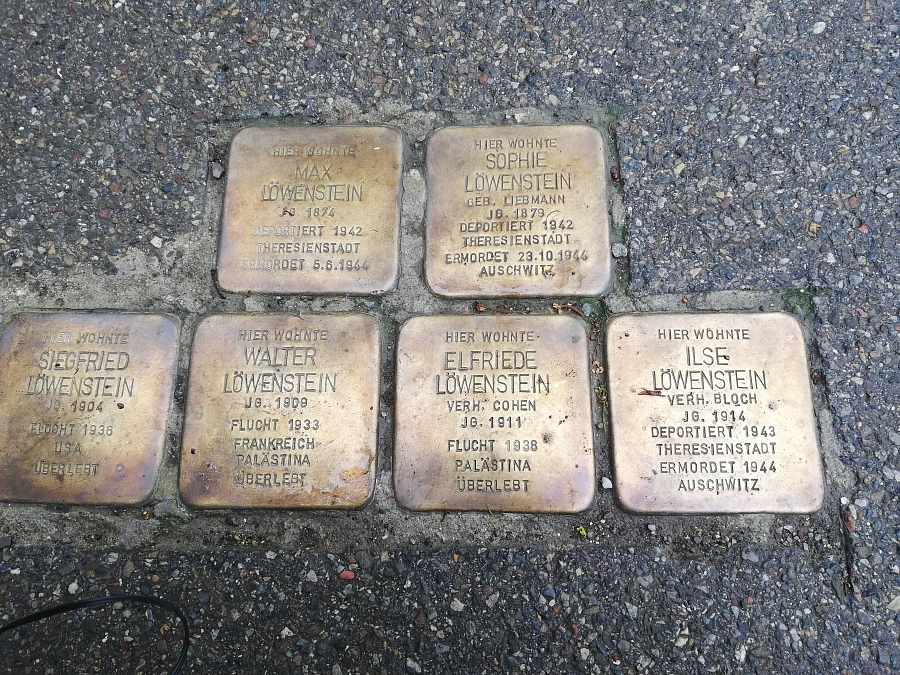 HIER WOHNTE
MAX
LÖWENSTEIN
JG. 1874
DEPORTIERT 1942
THERESIENSTADT
ERMORDET 5.6.1944
HIER WOHNTE
SOPHIE
LÖWENSTEIN
GEB. LIEBMANN
JG. 1879
DEPORTIERT 1942
THERESIENSTADT
ERMORDET 23.10.1944
AUSCHWITZ
HIER WOHNTE
SIEGFRIED
LÖWENSTEIN
JG. 1904
FLUCHT 1936
USA
ÜBERLEBT
HIER WOHNTE
WALTER
LÖWENSTEIN
JG. 1909
FLUCHT 1933
FRANKREICH
PALÄSTINA
ÜBERLEBT
HIER WOHNTE
ELFRIEDE
LÖWENSTEIN
VERH. COHEN
JG. 1911
FLUCHT 1938
PALÄSTINA
ÜBERLEBT
HIER WOHNTE
ILSE
LÖWENSTEIN
VERH. BLOCH
JG. 1914
DEPORTIERT 1943
THERESIENSTADT
ERMORDET 1944
AUSCHWITZ